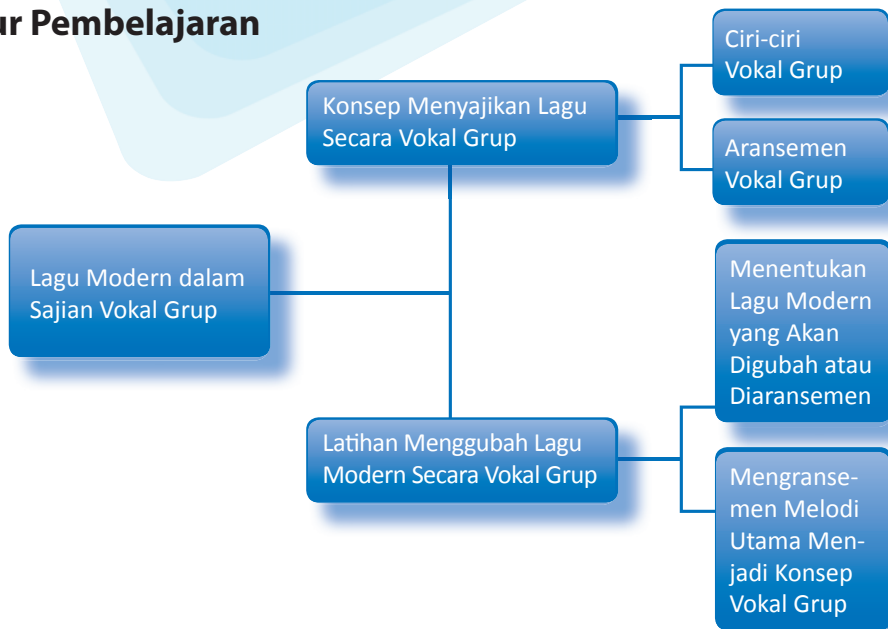 ur Pembelajaran
Lagu Modern dalam
Sajian Vokal Grup
Konsep Menyajikan Lagu
Secara Vokal Grup
Ciri-ciri
Vokal Grup
Aransemen
Vokal Grup
Latihan Menggubah Lagu
Modern Secara Vokal Grup
Menentukan
Lagu Modern
yang Akan
Digubah atau
Diaransemen
Mengranse-
men Melodi
Utama Men-
jadi Konsep
Vokal Grup